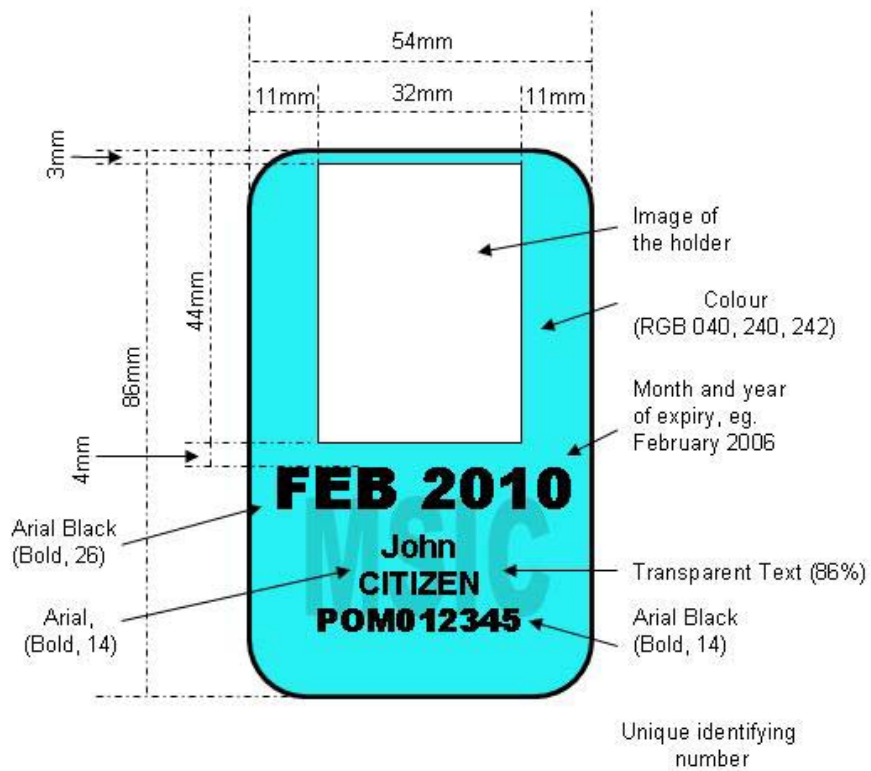 54mm
11mm
32mm
11mm
3mm
44mm
86mm
4mm
Image of
the holder
Colour
(RGB 040, 240, 242)
Month and year
of expiry, eg.
February 2006
FEB 2010
MSIC
Arial Black
(Bold, 26)
John
CITIZEN
Transparent Text (86%)
Arial,
(Bold, 14)
POM012345
Arial Black
(Bold, 14)
Unique identifying
number